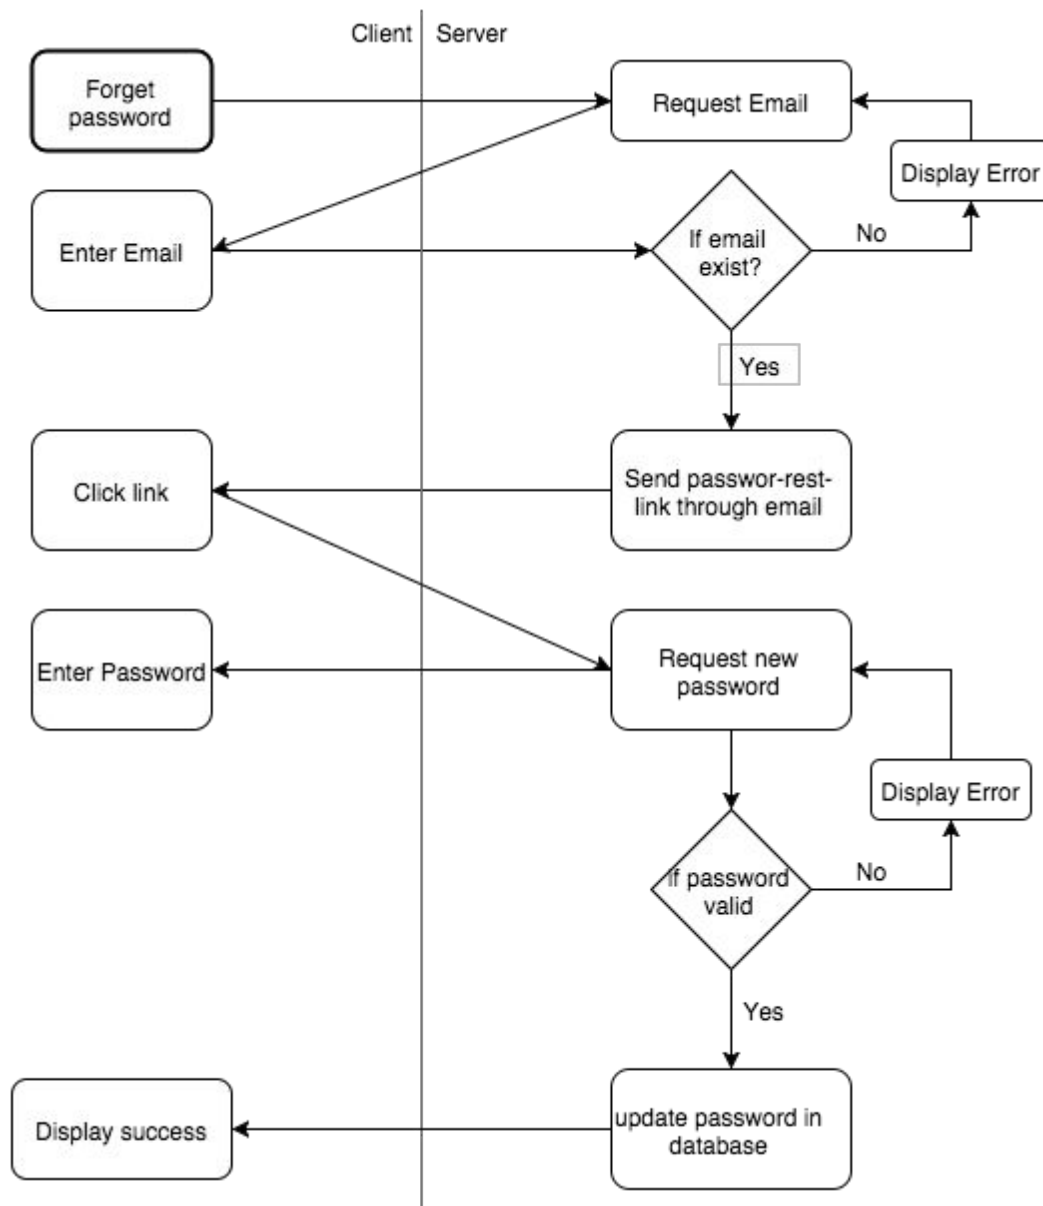 Client
Server
Forget
password
Request Email
Display Error
Enter Email
If email
exist?
No
Yes
Click link
Send passwor-rest-
link through email
Enter Password
Request new
password
Display Error
If password
valid
No
Yes
Display success
update password in
database